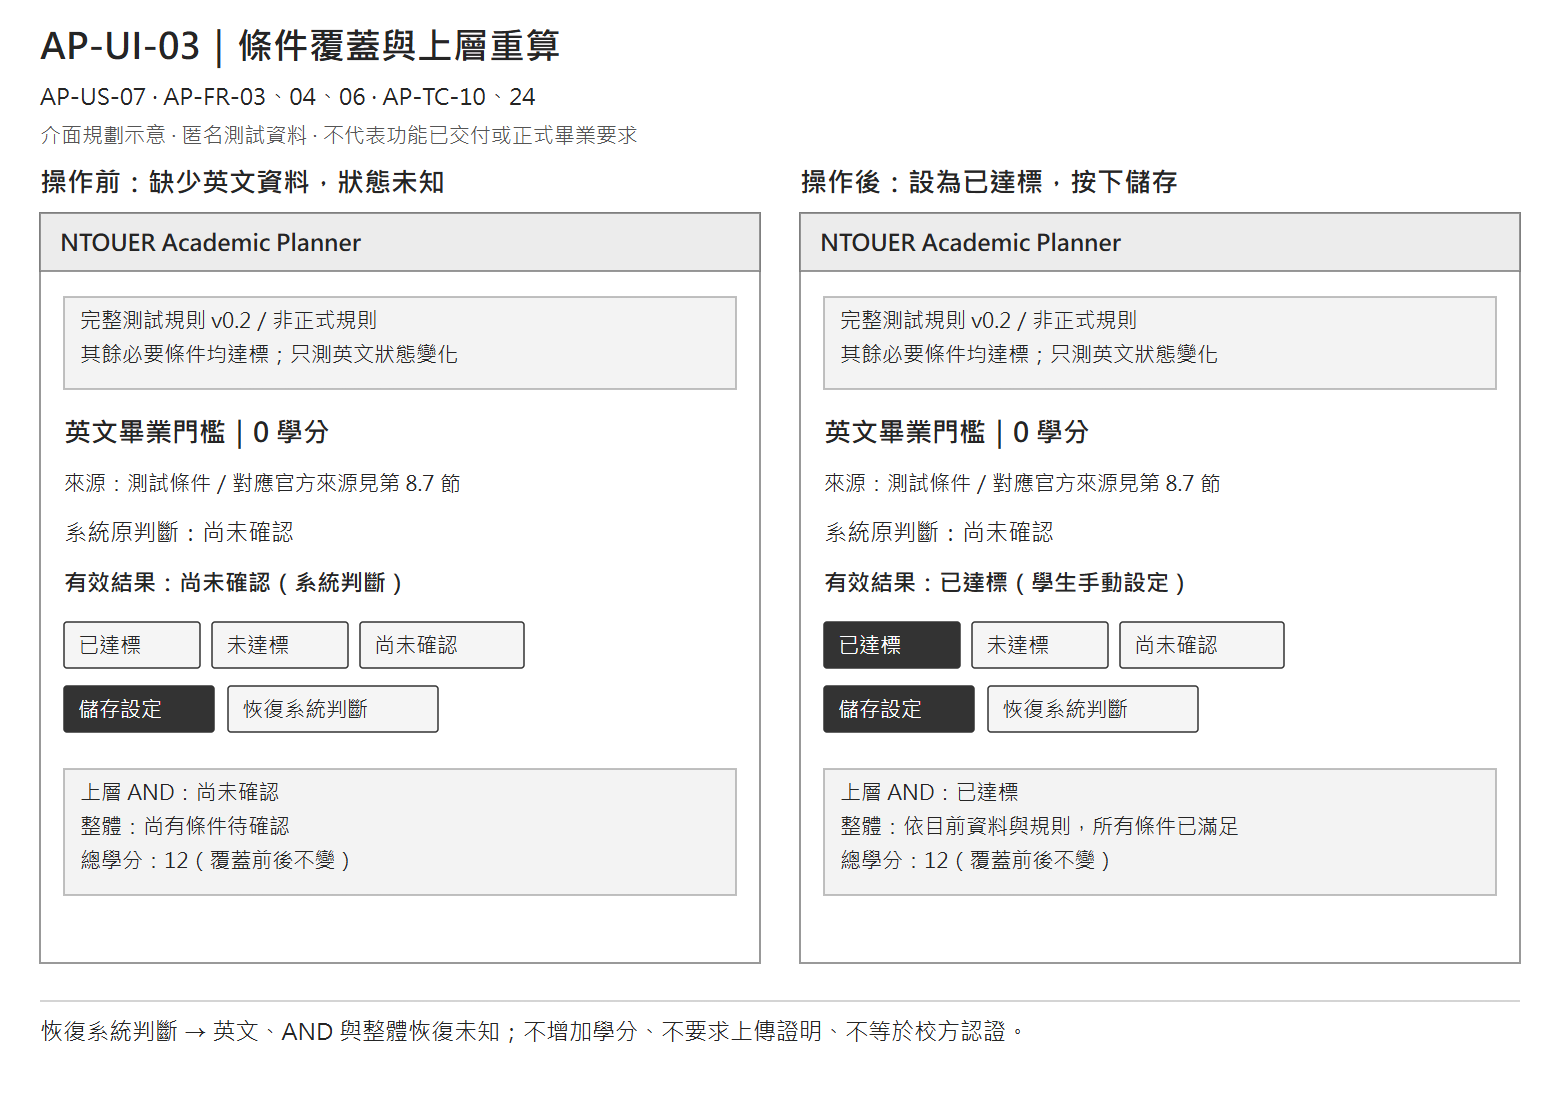 AP-UI-03｜條件覆蓋與上層重算
AP-US-07 · AP-FR-03、04、06 · AP-TC-10、24
介面規劃示意 · 匿名測試資料 · 不代表功能已交付或正式畢業要求
操作前：缺少英文資料，狀態未知
NTOUER Academic Planner
完整測試規則 v0.2 / 非正式規則
其餘必要條件均達標；只測英文狀態變化
英文畢業門檻｜0 學分
來源：測試條件 / 對應官方來源見第 8.7 節
系統原判斷：尚未確認
有效結果：尚未確認（系統判斷）
已達標 未達標 尚未確認
儲存設定 恢復系統判斷
上層 AND：尚未確認
整體：尚有條件待確認
總學分：12（覆蓋前後不變）
操作後：設為已達標，按下儲存
NTOUER Academic Planner
完整測試規則 v0.2 / 非正式規則
其餘必要條件均達標；只測英文狀態變化
英文畢業門檻｜0 學分
來源：測試條件 / 對應官方來源見第 8.7 節
系統原判斷：尚未確認
有效結果：已達標（學生手動設定）
已達標 未達標 尚未確認
儲存設定 恢復系統判斷
上層 AND：已達標
整體：依目前資料與規則，所有條件已滿足
總學分：12（覆蓋前後不變）
恢復系統判斷 → 英文、AND 與整體恢復未知；不增加學分、不要求上傳證明、不等於校方認證。